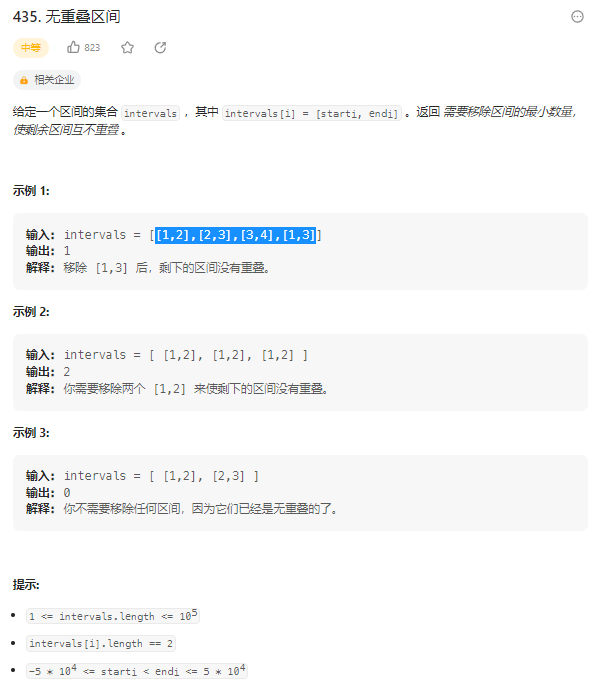 435. 无重叠区间
中等 823
相关企业
给定一个区间的集合 intervals ，其中 intervals[i] = [starti, endi] 。返回 需要移除区间的最小数量，
使剩余区间互不重叠 。
示例 1:
输入: intervals = [[1,2],[2,3],[3,4],[1,3]]
输出: 1
解释: 移除 [1,3] 后，剩下的区间没有重叠。
示例 2:
输入: intervals = [ [1,2], [1,2], [1,2] ]
输出: 2
解释: 你需要移除两个 [1,2] 来使剩下的区间没有重叠。
示例 3:
输入: intervals = [ [1,2], [2,3] ]
输出: 0
解释: 你不需要移除任何区间，因为它们已经是无重叠的了。
提示:
1 <= intervals.length <= 10^5
intervals[i].length == 2
-5 * 10^4 <= starti < endi <= 5 * 10^4